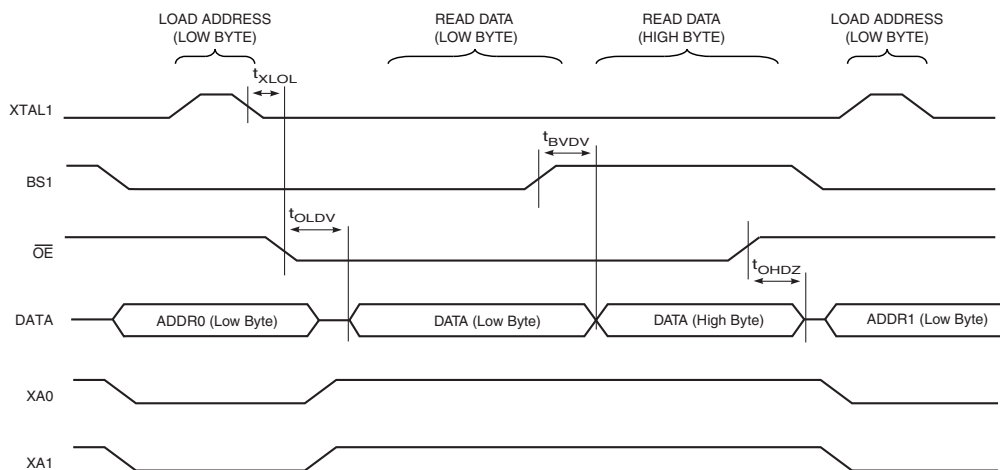 LOAD ADDRESS
(LOW BYTE)
READ DATA
(LOW BYTE)
READ DATA
(HIGH BYTE)
LOAD ADDRESS
(LOW BYTE)
tXLOL
XTAL1
tBVDV
BS1
tOLDV
OE
tOHDZ
DATA
ADDR0 (Low Byte)
DATA (Low Byte)
DATA (High Byte)
ADDR1 (Low Byte)
XA0
XA1